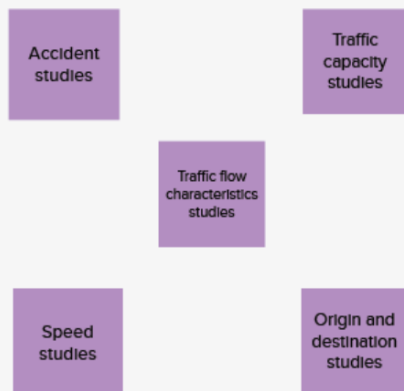 Accident
studies
Traffic
capacity
studies
Traffic flow
characteristics
studies
Speed
studies
Origin and
destination
studies